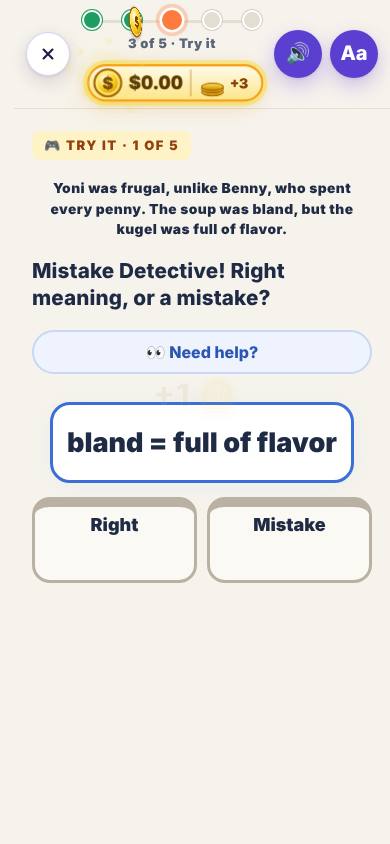 3 of 5 · Try it
$0.00
+3
Aa
🎮 TRY IT · 1 OF 5
Yoni was frugal, unlike Benny, who spent
every penny. The soup was bland, but the
kugel was full of flavor.
Mistake Detective! Right
meaning, or a mistake?
👀 Need help?
+1
bland = full of flavor
Right
Mistake